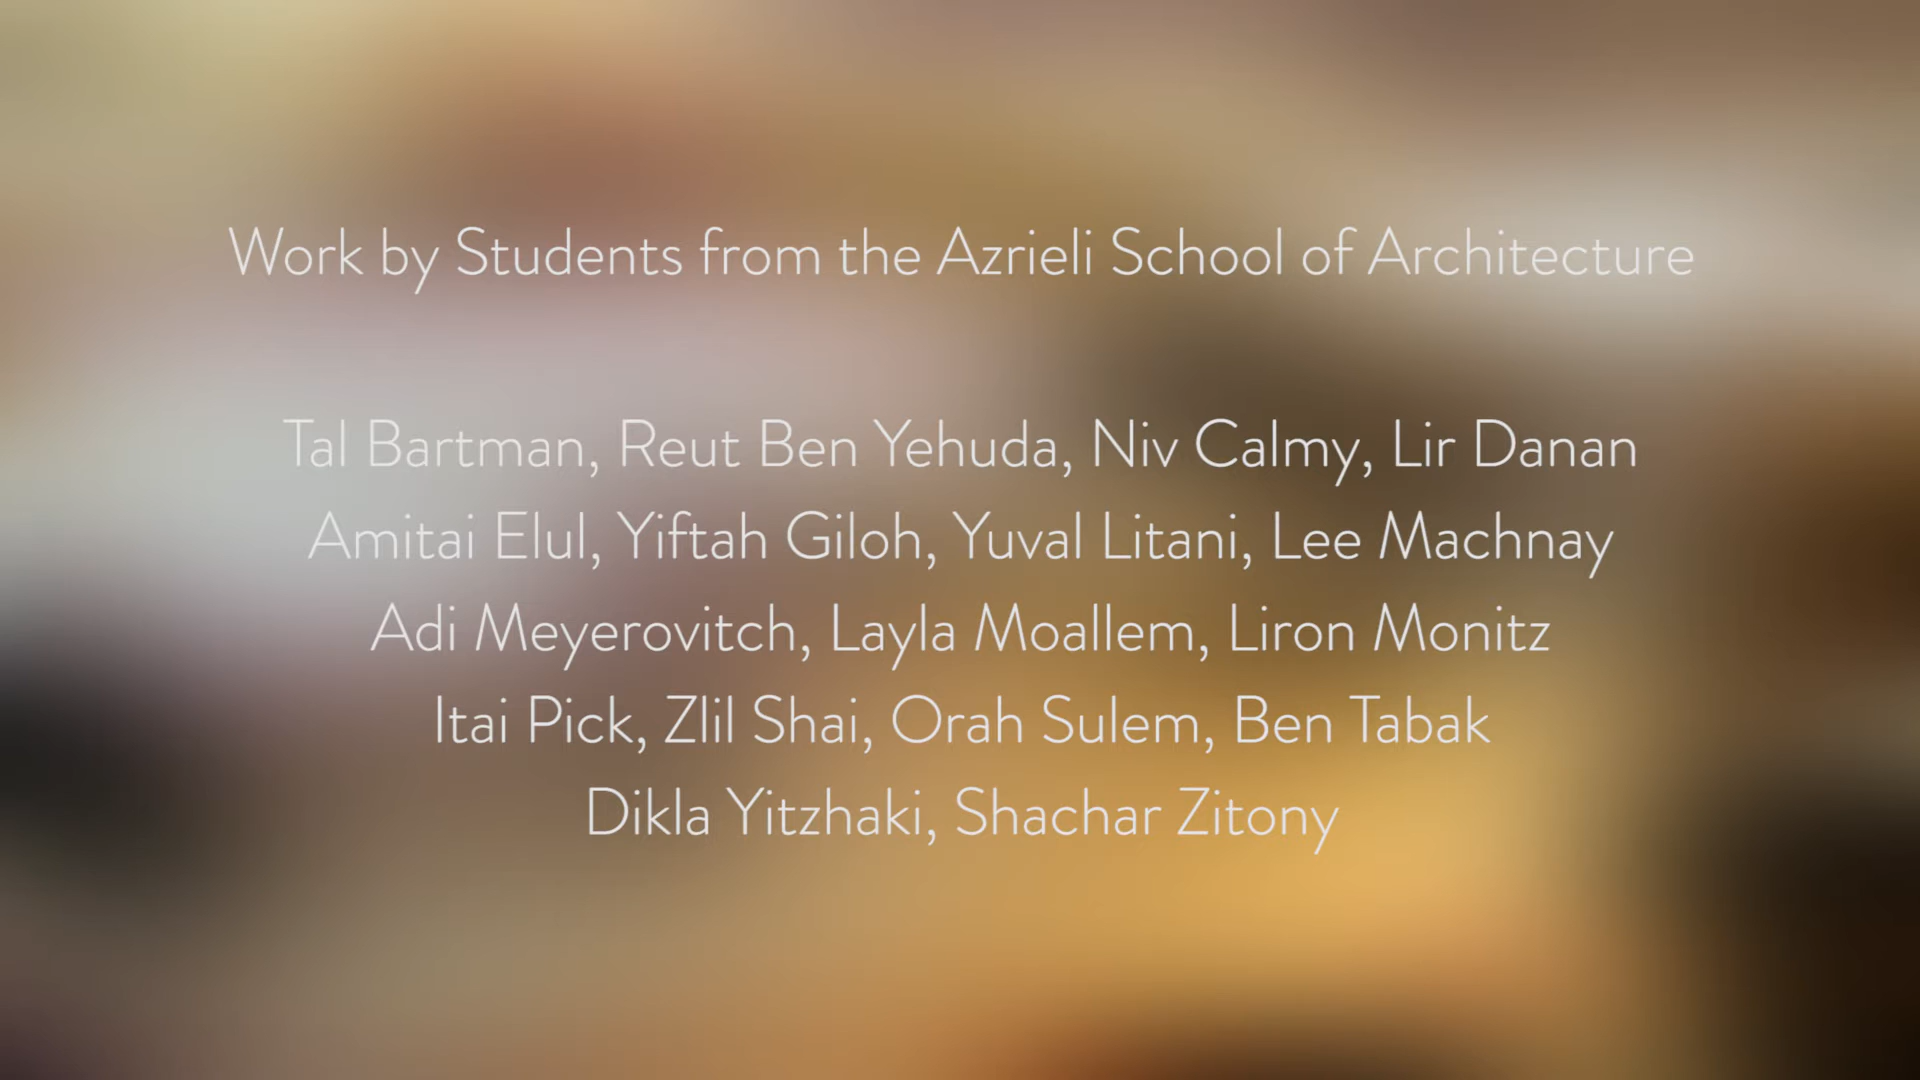 Work by Students from the Azrieli School of Architecture
Tal Bartman, Reut Ben Yehuda, Niv Calmy, Lir Danan
Amitai Elul, Yiftah Giloh, Yuval Litani, Lee Machnay
Adi Meyerovitch, Layla Moallem, Liron Monitz
Itai Pick, Zlil Shai, Orah Sulem, Ben Tabak
Dikla Yitzhaki, Shachar Zitony